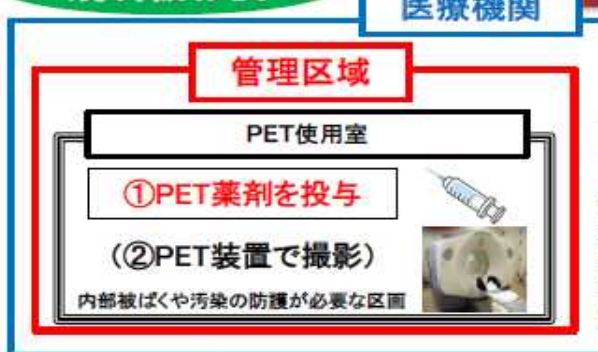 医療機関
管理区域
PET使用室
①PET薬剤を投与
(②PET装置で撮影)
内部被ばくや汚染の防護が必要な区画